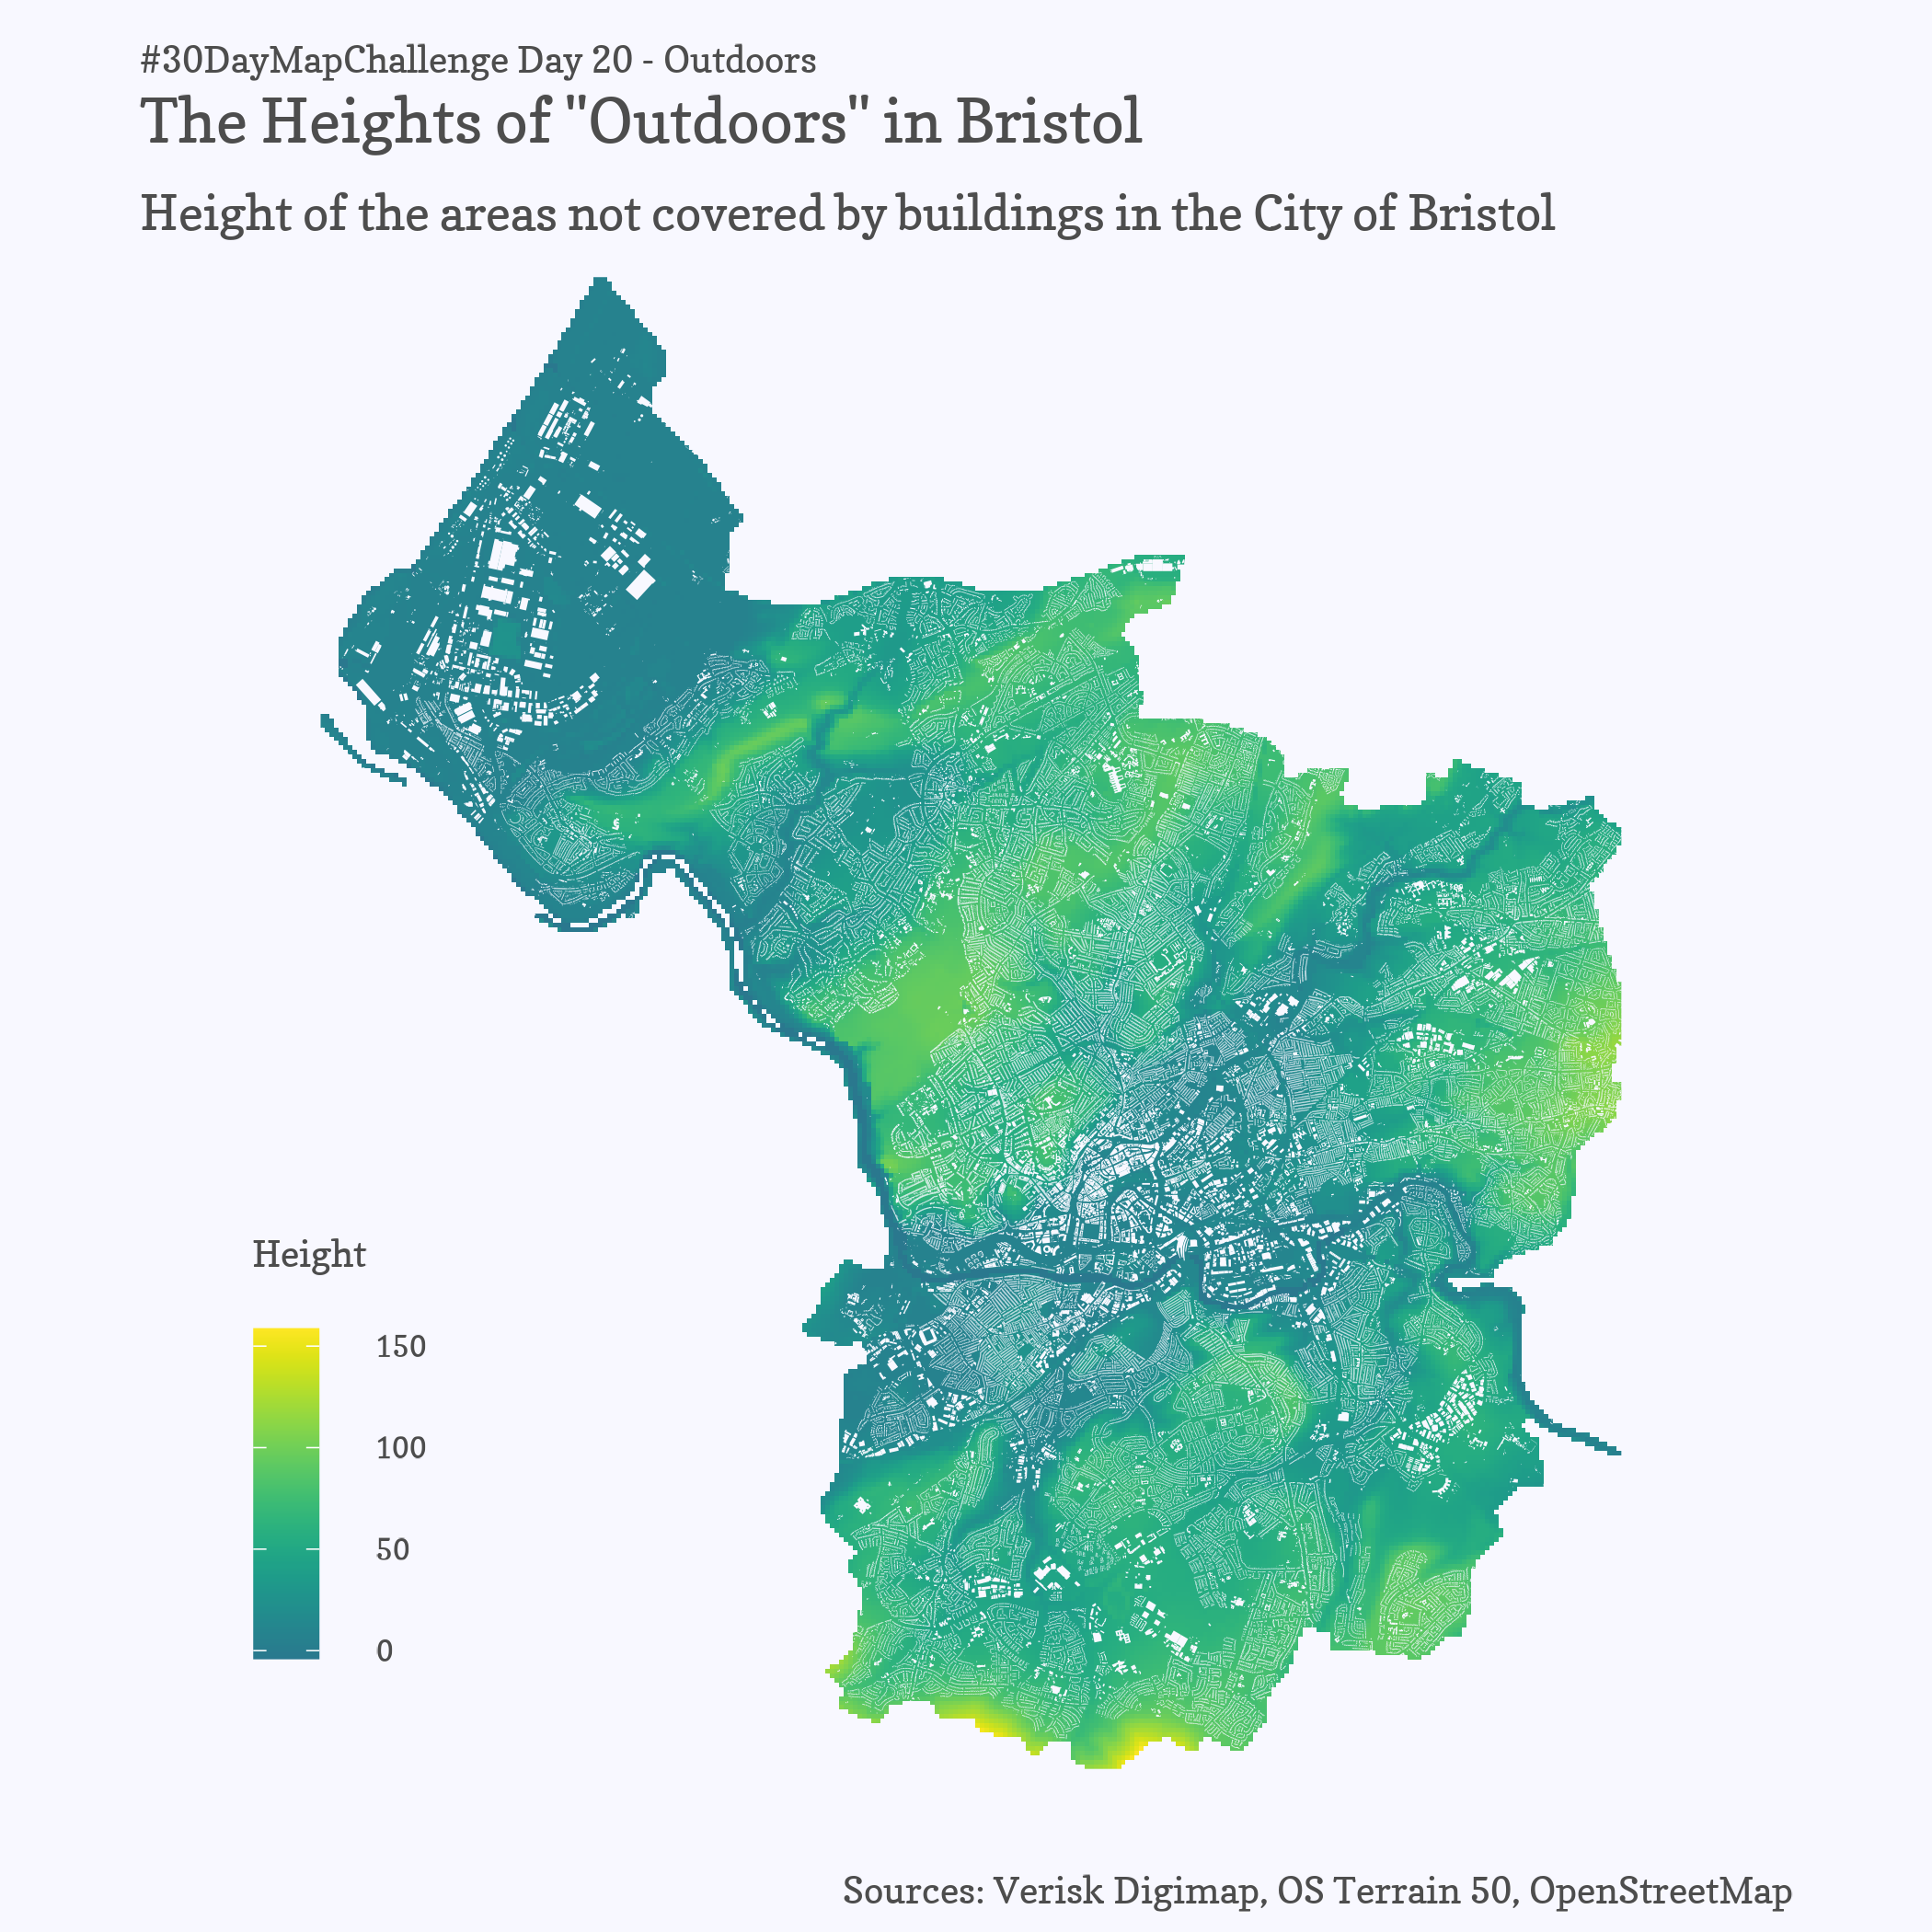 #30DayMapChallenge Day 20 - Outdoors
The Heights of "Outdoors" in Bristol
Height of the areas not covered by buildings in the City of Bristol
Height
150
100
50
0
Sources: Verisk Digimap, OS Terrain 50, OpenStreetMap